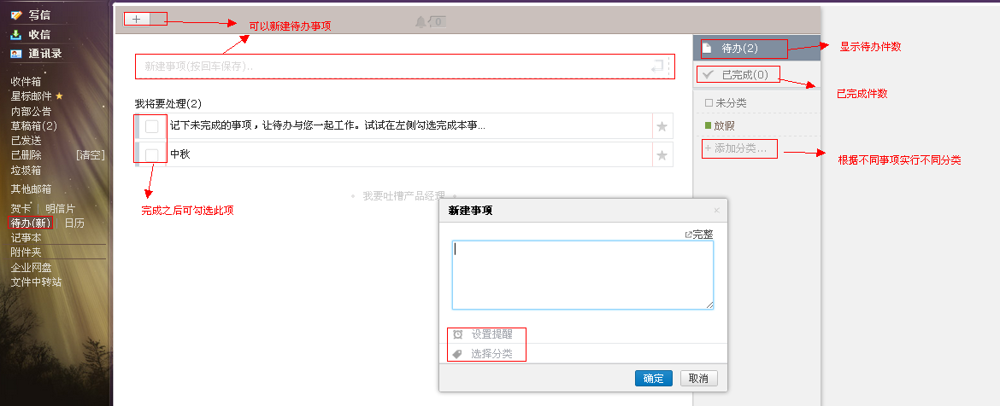 写信
收信
通讯录
收件箱
星标邮件
内部公告
草稿箱(2)
已发送
已删除 [清空]
垃圾箱
其他邮箱
贺卡 | 明信片
待办(新) | 日历
记事本
附件夹
企业网盘
文件中转站
+
0
可以新建待办事项
新建事项(按回车保存)...
我将要处理(2)
记下未完成的事项，让待办与您一起工作。试试在左侧勾选完成本事...
中秋
完成之后可勾选此项
• 我要吐槽产品经理 •
新建事项 ×
完整
设置提醒
选择分类
确定 取消
待办(2)
已完成(0)
未分类
放假
+ 添加分类...
显示待办件数
已完成件数
根据不同事项实行不同分类